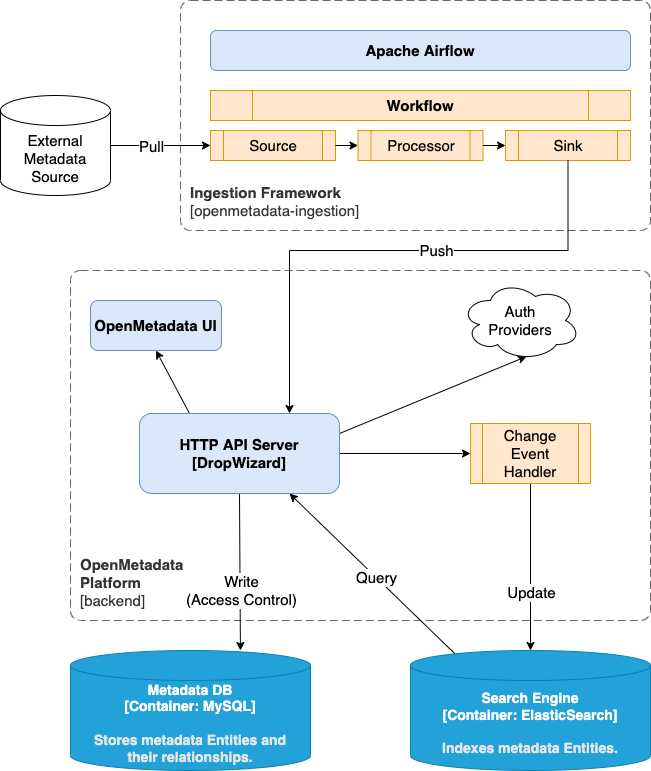 Apache Airflow
Workflow
External
Metadata
Source
Pull
Source
Processor
Sink
Ingestion Framework
[openmetadata-ingestion]
Push
OpenMetadata UI
Auth
Providers
HTTP API Server
[DropWizard]
Change
Event
Handler
OpenMetadata
Platform
[backend]
Write
(Access Control)
Query
Update
Metadata DB
[Container: MySQL]
Stores metadata Entities and
their relationships.
Search Engine
[Container: ElasticSearch]
Indexes metadata Entities.